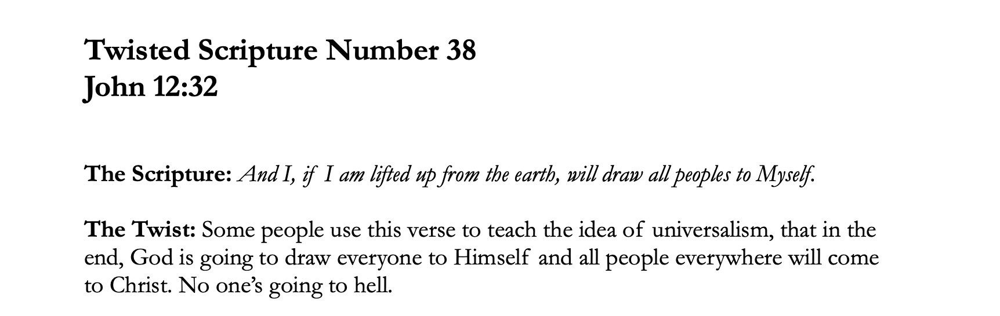 Twisted Scripture Number 38
John 12:32
The Scripture: And I, if I am lifted up from the earth, will draw all peoples to Myself.
The Twist: Some people use this verse to teach the idea of universalism, that in the
end, God is going to draw everyone to Himself and all people everywhere will come
to Christ. No one’s going to hell.